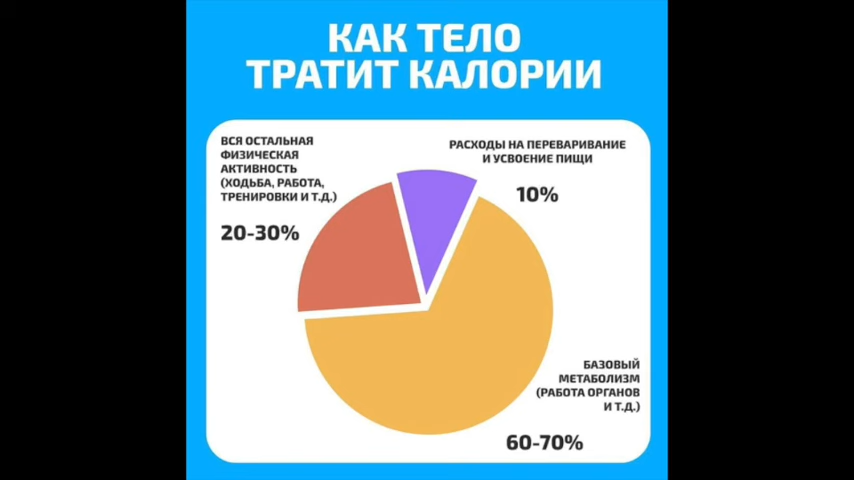 КАК ТЕЛО
ТРАТИТ КАЛОРИИ
ВСЯ ОСТАЛЬНАЯ
ФИЗИЧЕСКАЯ
АКТИВНОСТЬ
(ХОДЬБА, РАБОТА,
ТРЕНИРОВКИ И Т.Д.)
20-30%
РАСХОДЫ НА ПЕРЕВАРИВАНИЕ
И УСВОЕНИЕ ПИЩИ
10%
БАЗОВЫЙ
МЕТАБОЛИЗМ
(РАБОТА ОРГАНОВ
И Т.Д.)
60-70%